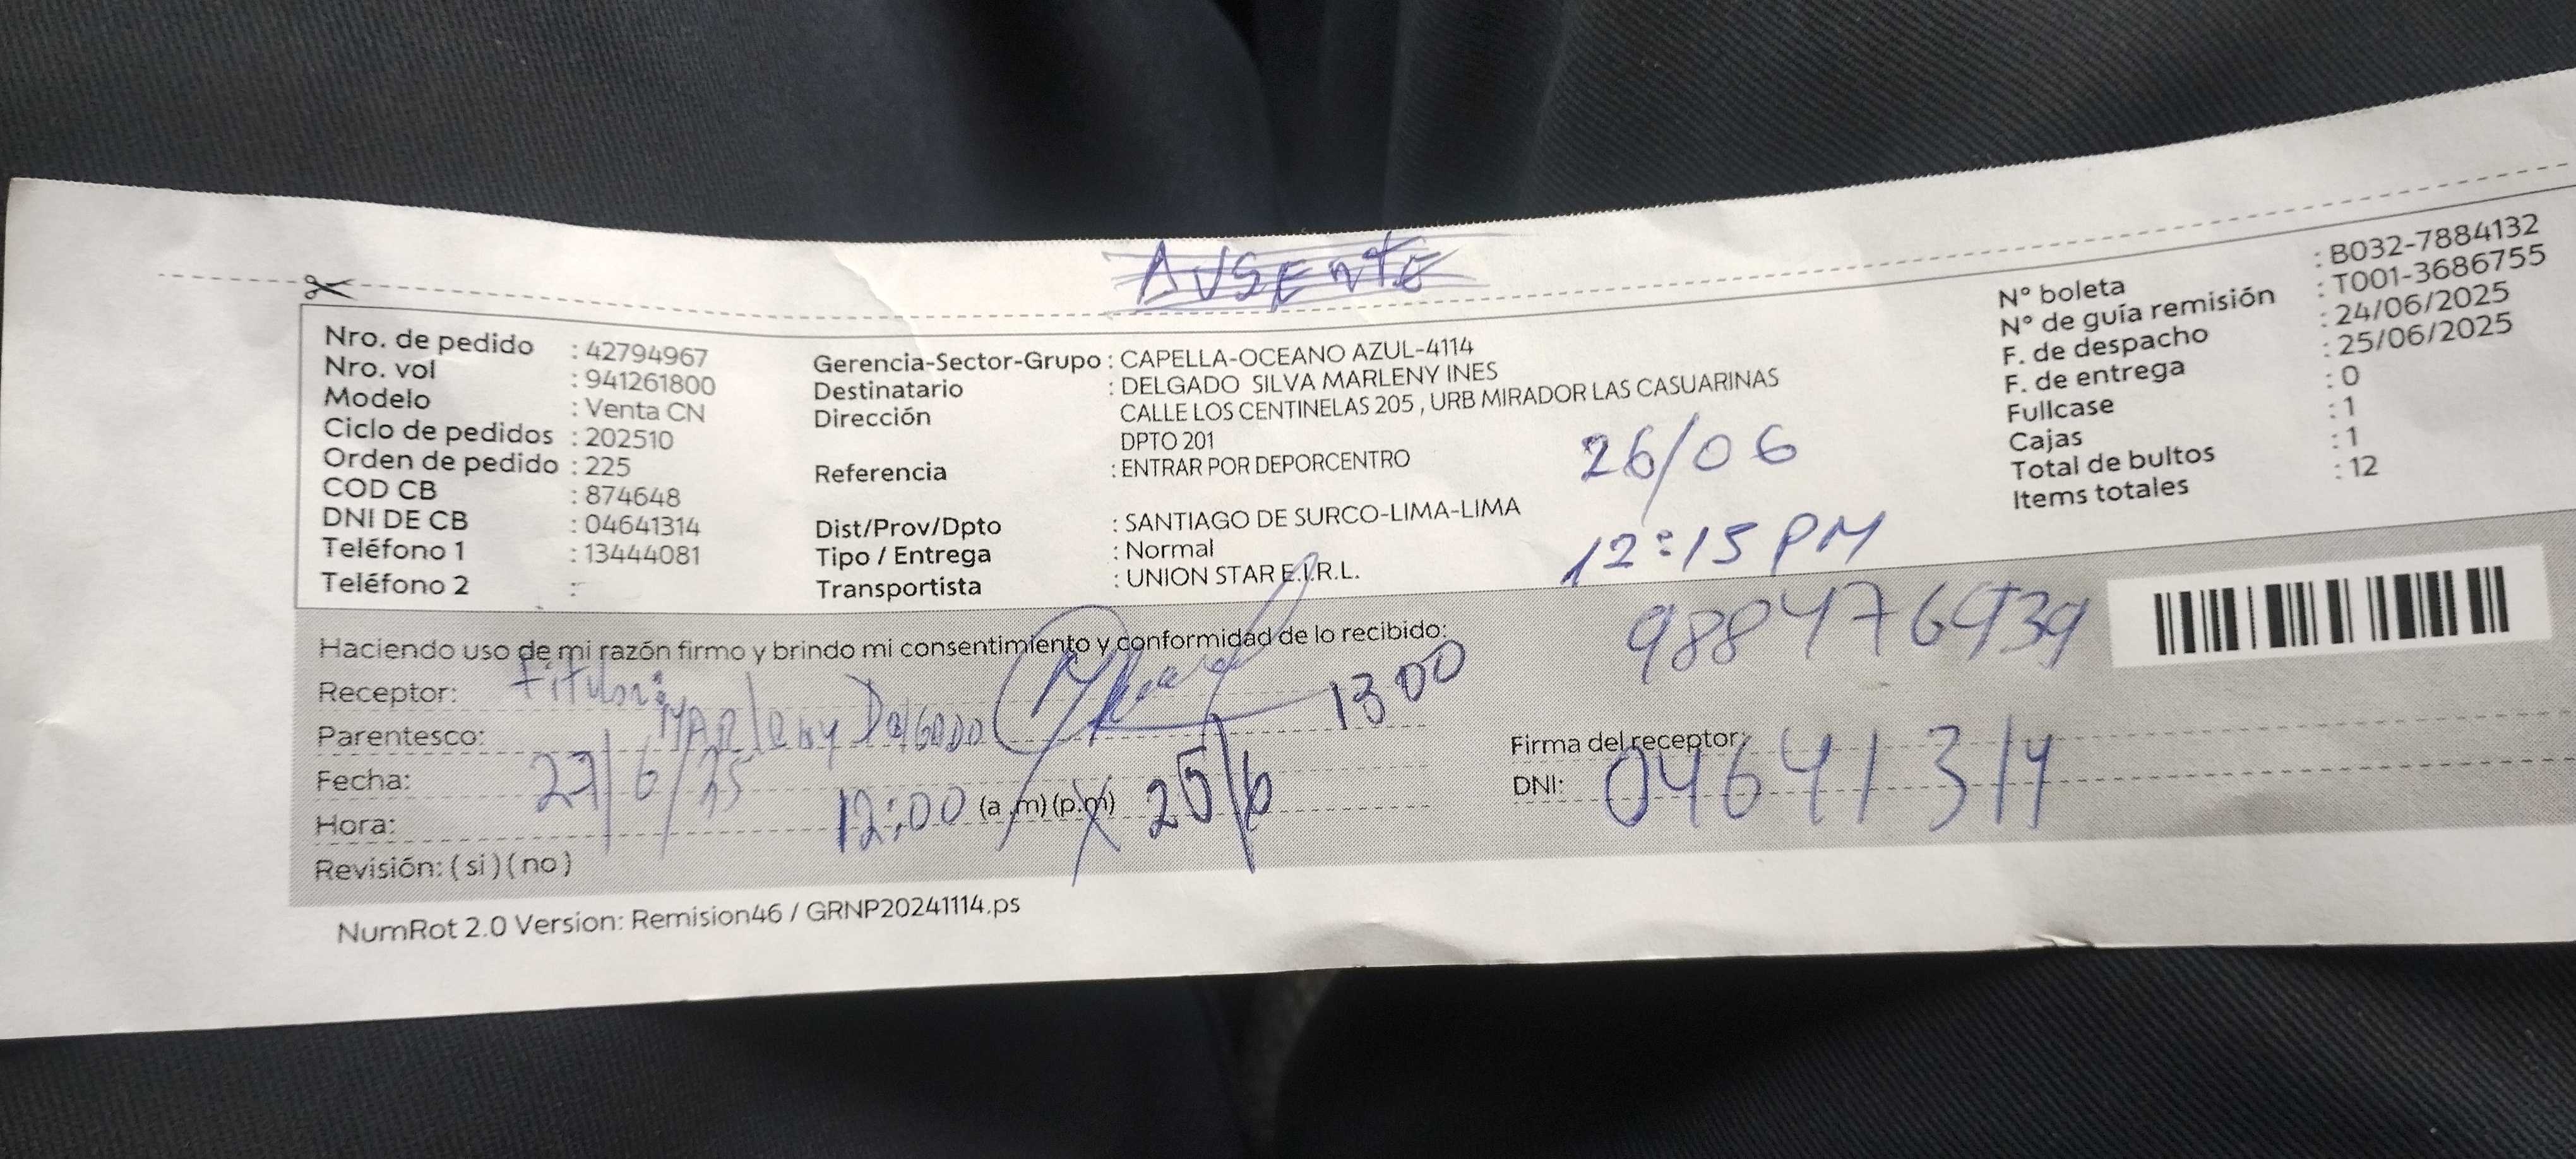 AUSENTE
Nro. de pedido : 42794967
Nro. vol : 941261800
Modelo : Venta CN
Ciclo de pedidos : 202510
Orden de pedido : 225
COD CB : 874648
DNI DE CB : 04641314
Teléfono 1 : 13444081
Teléfono 2 :
Gerencia-Sector-Grupo : CAPELLA-OCEANO AZUL-4114
Destinatario : DELGADO SILVA MARLENY INES
Dirección CALLE LOS CENTINELAS 205 , URB MIRADOR LAS CASUARINAS
DPTO 201
Referencia : ENTRAR POR DEPORCENTRO
Dist/Prov/Dpto : SANTIAGO DE SURCO-LIMA-LIMA
Tipo / Entrega : Normal
Transportista : UNION STAR E.I.R.L.
26/06
12:15 PM
Nº boleta : B032-7884132
Nº de guía remisión : T001-3686755
F. de despacho : 24/06/2025
F. de entrega : 25/06/2025
Fullcase : 0
Cajas : 1
Total de bultos : 1
Items totales : 12
Haciendo uso de mi razón firmo y brindo mi consentimiento y conformidad de lo recibido:
988476939
Receptor: titular:
13 00
Parentesco: MARleny Delgado
Firma del receptor:
Fecha: 27/6/25
DNI: 04641314
Hora: 12:00 (a.m) (p.m) 25/6
Revisión: ( si ) ( no )
NumRot 2.0 Version: Remision46 / GRNP20241114.ps